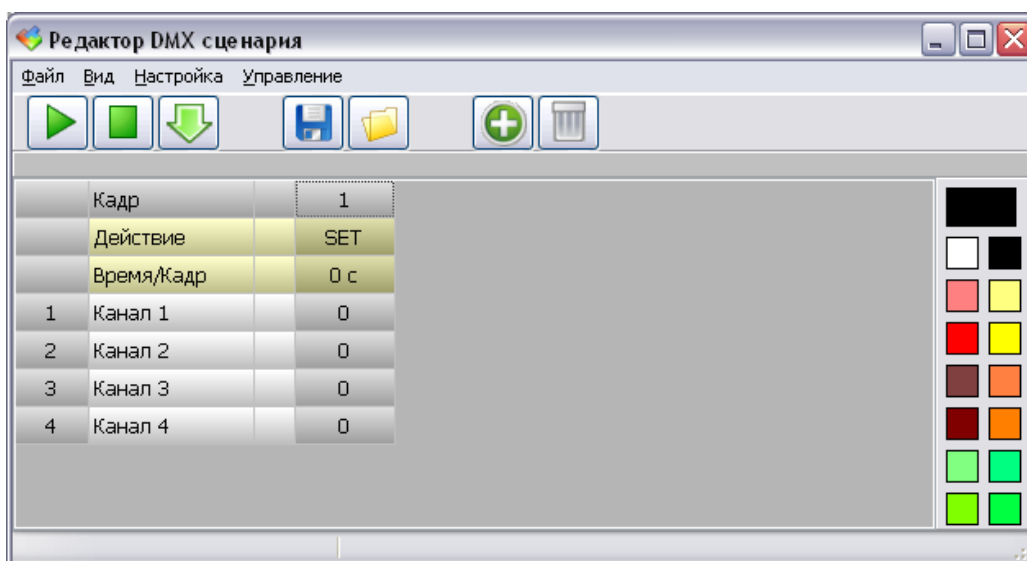 Редактор DMX сценария
Файл Вид Настройка Управление
Кадр 1
Действие SET
Время/Кадр 0 с
1 Канал 1 0
2 Канал 2 0
3 Канал 3 0
4 Канал 4 0